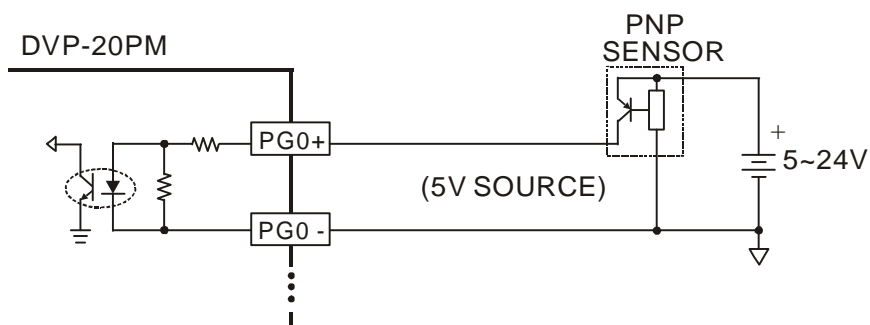 DVP-20PM
PNP
SENSOR
PG0+
+
5~24V
(5V SOURCE)
PG0 -